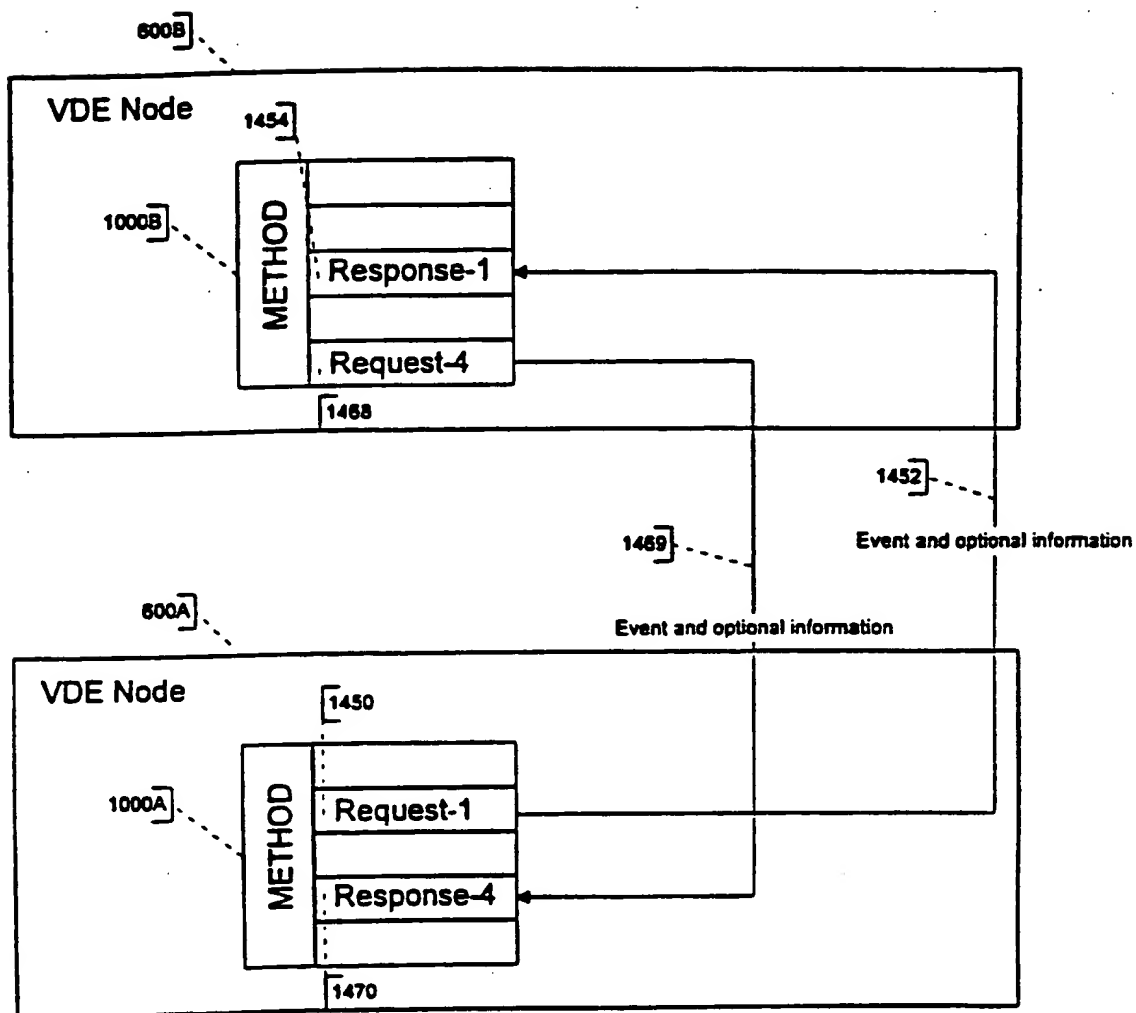 600B
VDE Node
1454
1000B
METHOD
Response-1
Request-4
1468
1452
1469
Event and optional information
600A
Event and optional information
VDE Node
1450
1000A
METHOD
Request-1
Response-4
1470